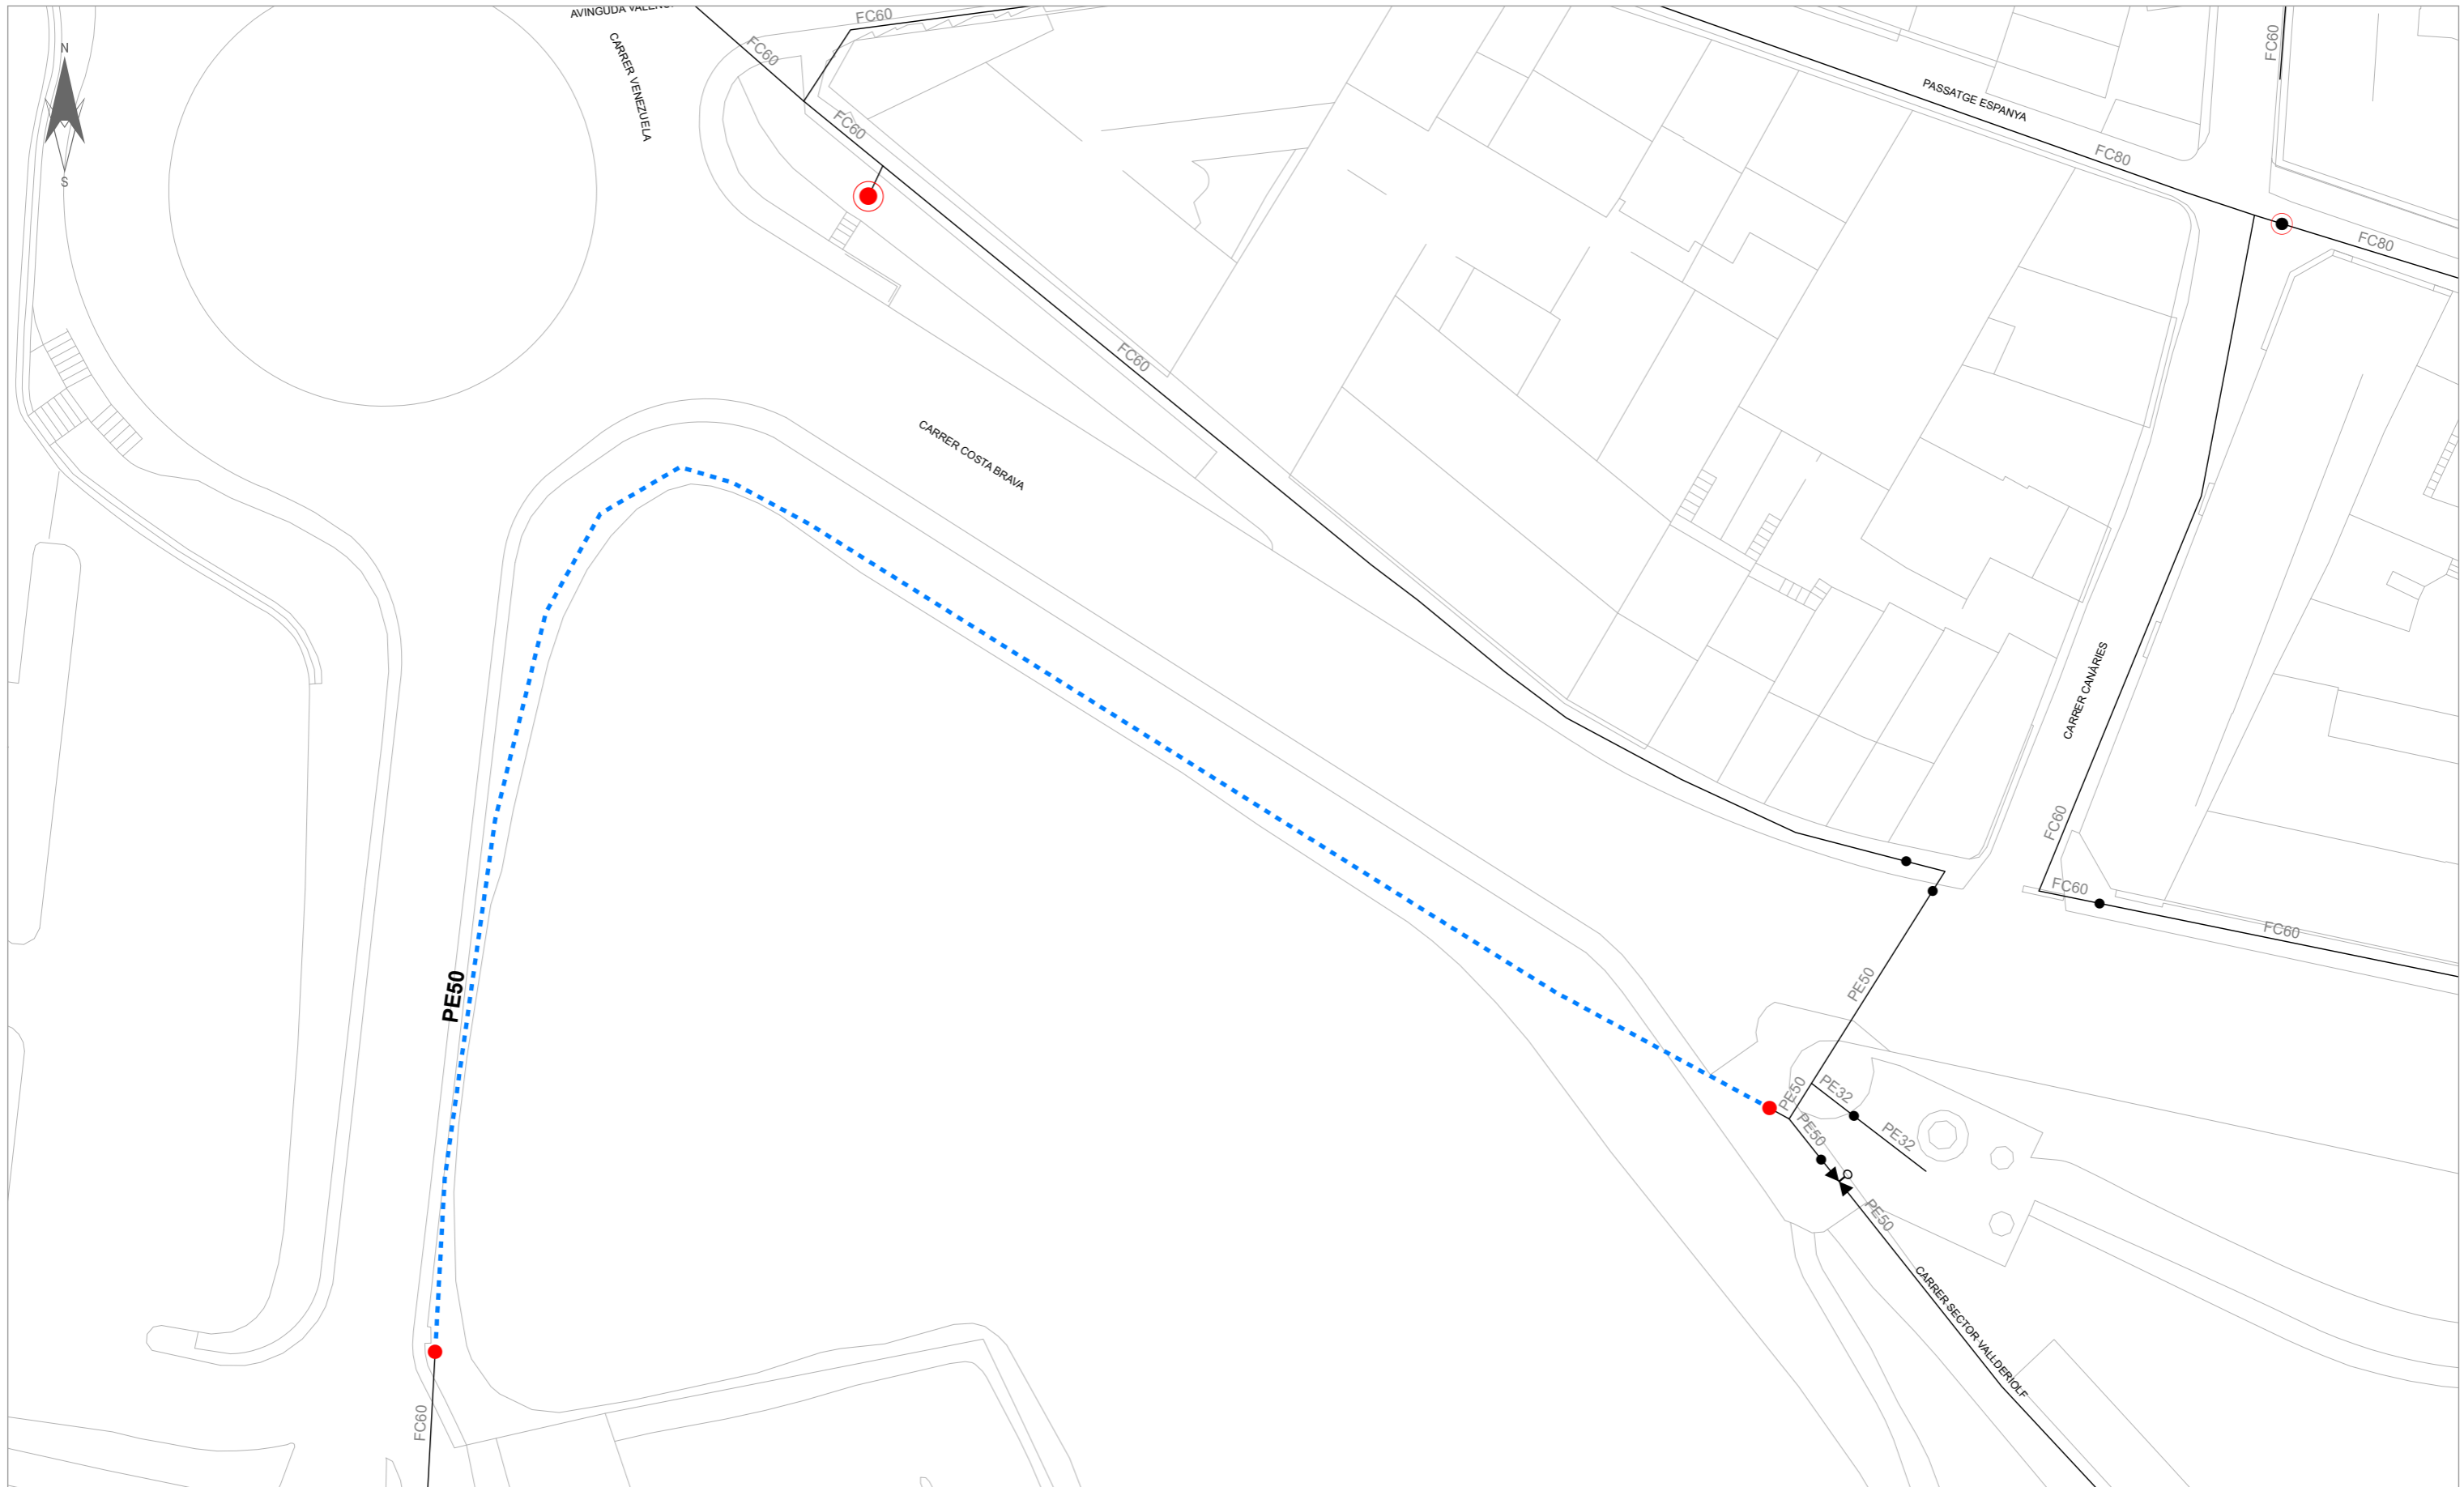 AVINGUDA VALENC
FC60
FC60
N
S
CARRER VENEZUELA
FC60
FC60
PASSATGE ESPANYA
FC80
FC80
FC60
CARRER COSTA BRAVA
CARRER CANÀRIES
FC60
FC60
FC60
PE50
PE50
PE50
PE32
PE50
PE32
PE50
CARRER SECTOR VALLDERIOLF
FC60